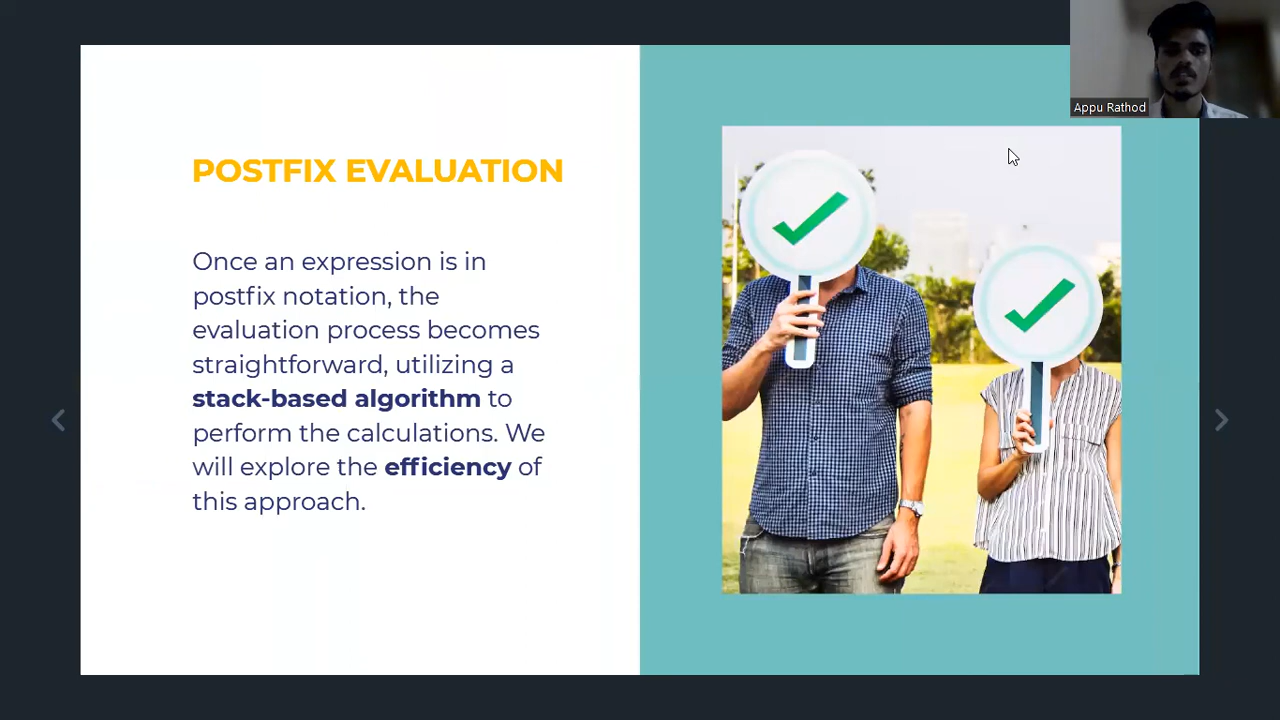 POSTFIX EVALUATION
Once an expression is in
postfix notation, the
evaluation process becomes
straightforward, utilizing a
stack-based algorithm to
perform the calculations. We
will explore the efficiency of
this approach.
Appu Rathod